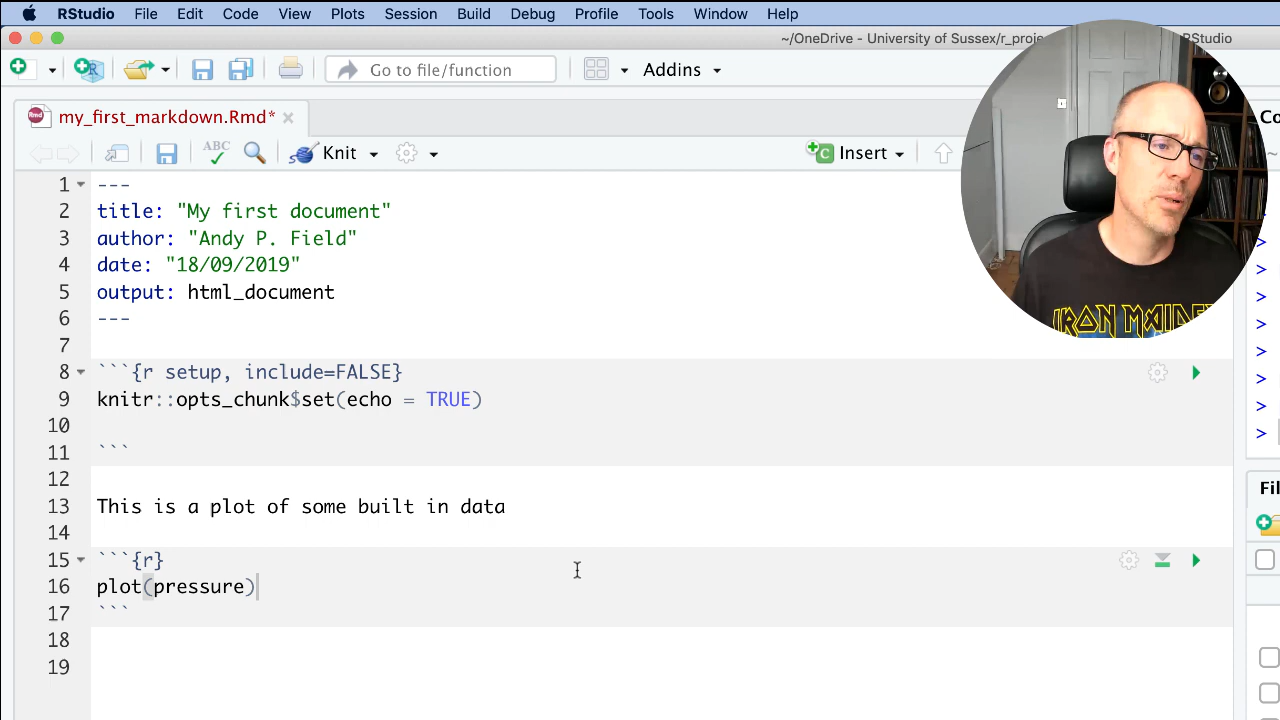 RStudio File Edit Code View Plots Session Build Debug Profile Tools Window Help
~/OneDrive - University of Sussex/r_proje RStudio
Go to file/function Addins
my_first_markdown.Rmd*
ABC Knit Insert
1 ---
2 title: "My first document"
3 author: "Andy P. Field"
4 date: "18/09/2019"
5 output: html_document
6 ---
7
8 ```{r setup, include=FALSE}
9 knitr::opts_chunk$set(echo = TRUE)
10
11 ```
12
13 This is a plot of some built in data
14
15 ```{r}
16 plot(pressure)
17 ```
18
19
IRON MAIDEN
Co
~
>
>
>
>
>
>
>
>
Fil